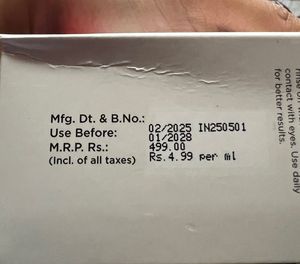 Mfg. Dt. & B.No.: 02/2025 IN250501
Use Before: 01/2028
M.R.P. Rs.: 499.00
(Incl. of all taxes) Rs.4.99 per ml
contact with eyes. Use daily
for better results.